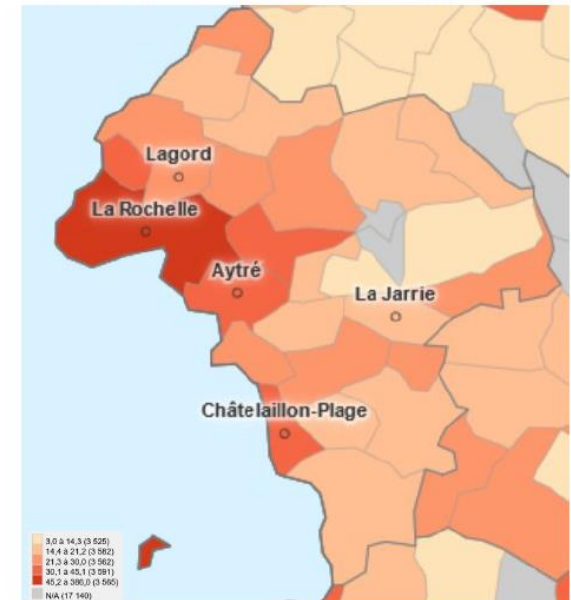 Lagord
La Rochelle
Aytré
La Jarrie
Châtelaillon-Plage
3,0 à 14,3 (3 525)
14,4 à 21,2 (3 582)
21,3 à 30,0 (3 562)
30,1 à 45,1 (3 591)
45,2 à 386,0 (3 565)
N/A (17 140)